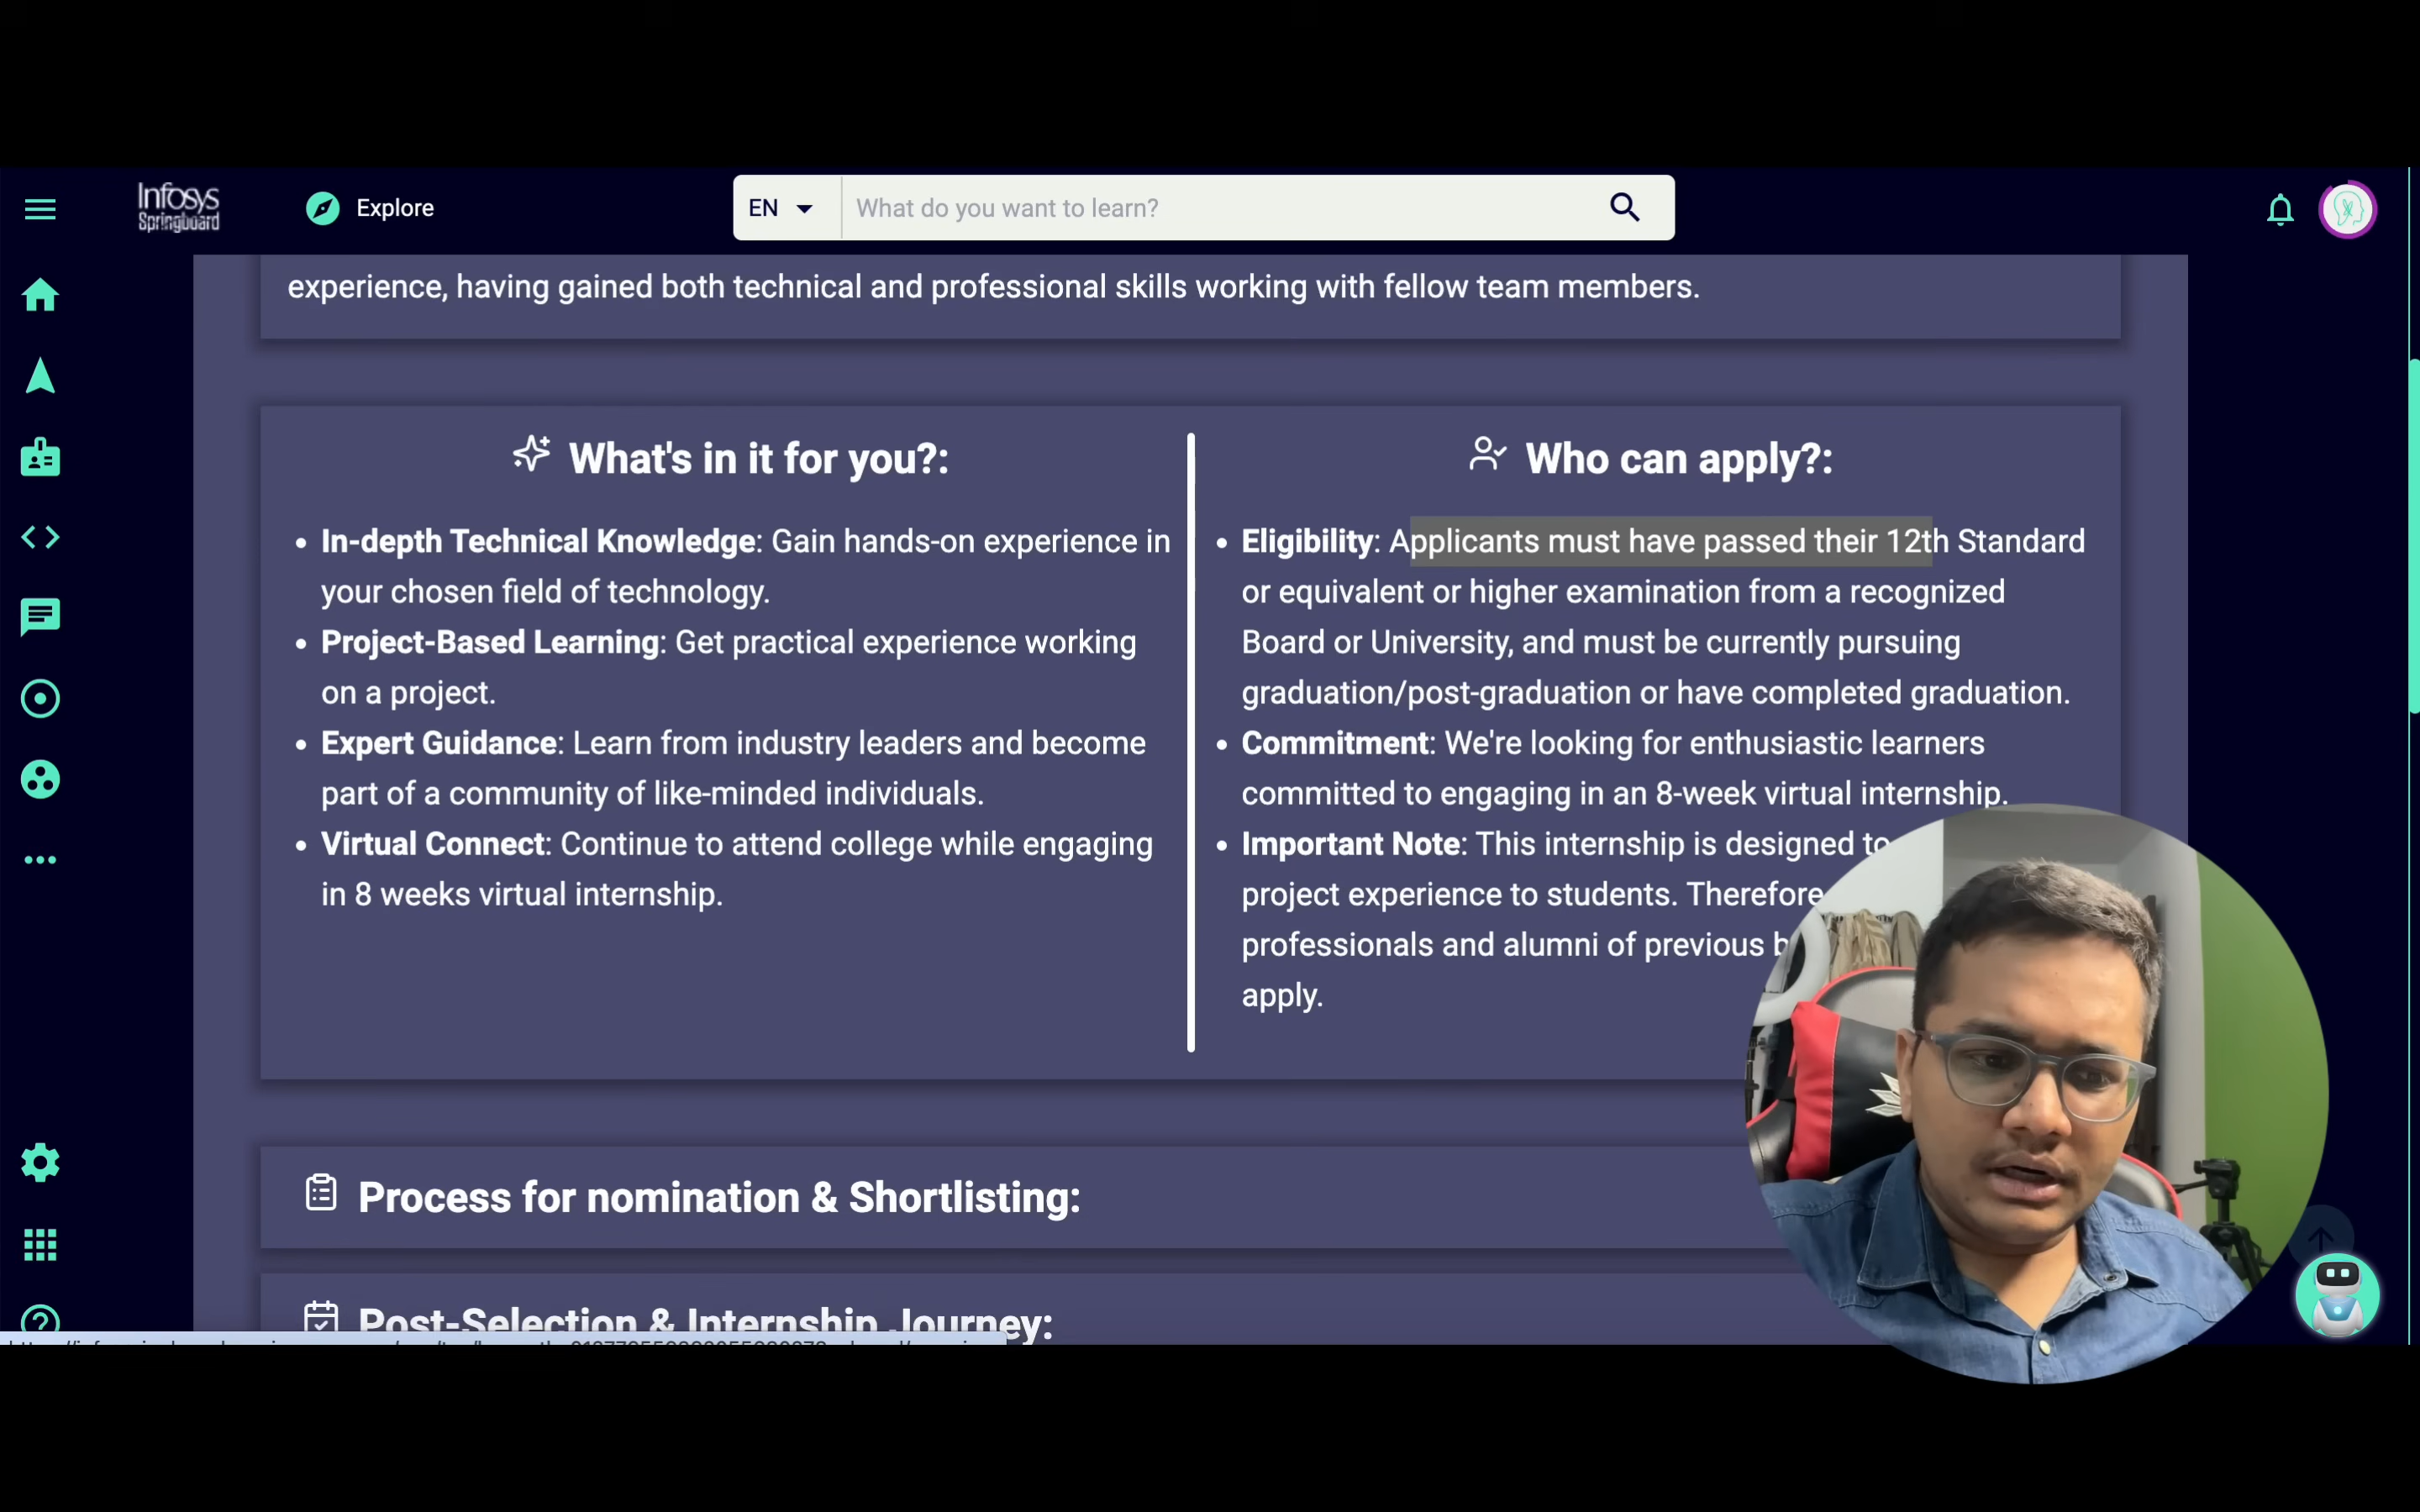 Infosys
Springboard
Explore
EN
What do you want to learn?
experience, having gained both technical and professional skills working with fellow team members.
What's in it for you?:
• In-depth Technical Knowledge: Gain hands-on experience in
your chosen field of technology.
• Project-Based Learning: Get practical experience working
on a project.
• Expert Guidance: Learn from industry leaders and become
part of a community of like-minded individuals.
• Virtual Connect: Continue to attend college while engaging
in 8 weeks virtual internship.
Who can apply?:
• Eligibility: Applicants must have passed their 12th Standard
or equivalent or higher examination from a recognized
Board or University, and must be currently pursuing
graduation/post-graduation or have completed graduation.
• Commitment: We're looking for enthusiastic learners
committed to engaging in an 8-week virtual internship.
• Important Note: This internship is designed to
project experience to students. Therefore
professionals and alumni of previous
apply.
Process for nomination & Shortlisting:
Post-Selection & Internship Journey: